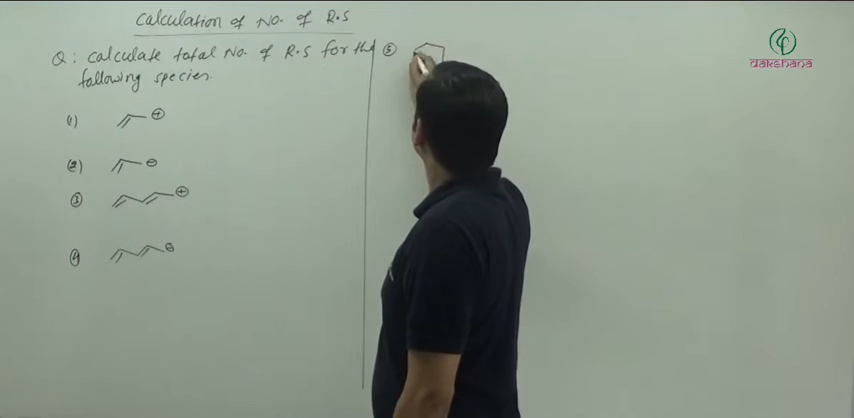 Calculation of No. of R.S
Q: Calculate total No. of R.S for the
following species.
(1) ⊕
(2) ⊖
③ ⊕
④ ⊖
⑤
dakshana